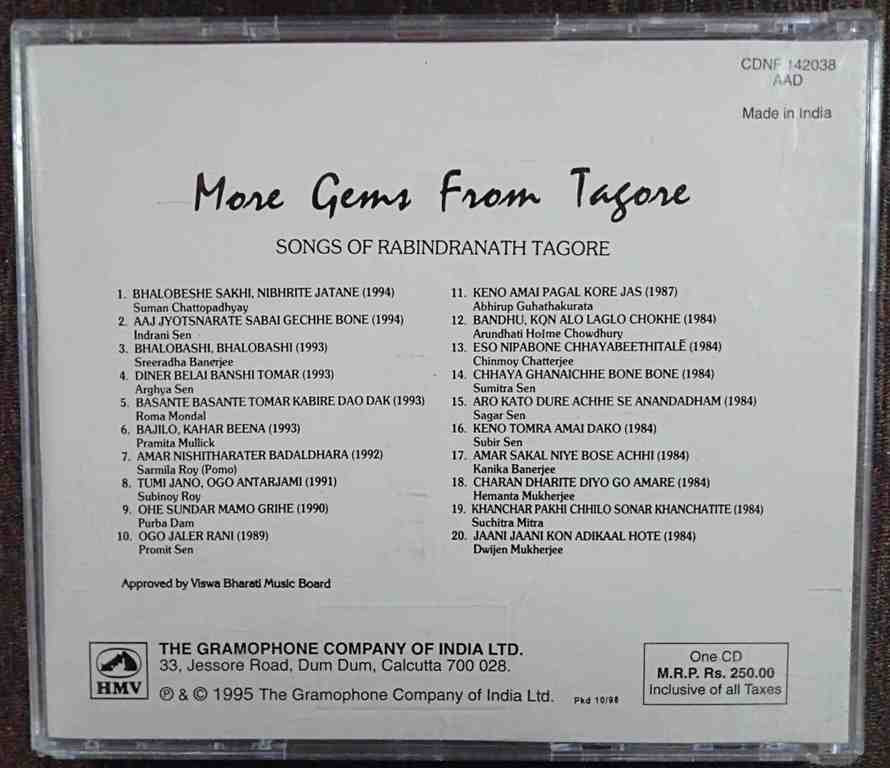 CDNF 142038
AAD
Made in India
More Gems From Tagore
SONGS OF RABINDRANATH TAGORE
1. BHALOBESHE SAKHI, NIBHRITE JATANE (1994)
Suman Chattopadhyay
2. AAJ JYOTSNARATE SABAI GECHHE BONE (1994)
Indrani Sen
3. BHALOBASHI, BHALOBASHI (1993)
Sreeradha Banerjee
4. DINER BELAI BANSHI TOMAR (1993)
Arghya Sen
5. BASANTE BASANTE TOMAR KABIRE DAO DAK (1993)
Roma Mondal
6. BAJILO, KAHAR BEENA (1993)
Pramita Mullick
7. AMAR NISHITHARATER BADALDHARA (1992)
Sarmila Roy (Pomo)
8. TUMI JANO, OGO ANTARJAMI (1991)
Subinoy Roy
9. OHE SUNDAR MAMO GRIHE (1990)
Purba Dam
10. OGO JALER RANI (1989)
Promit Sen
11. KENO AMAI PAGAL KORE JAS (1987)
Abhirup Guhathakurata
12. BANDHU, KON ALO LAGLO CHOKHE (1984)
Arundhati Holme Chowdhury
13. ESO NIPABONE CHHAYABEETHITALE (1984)
Chinmoy Chatterjee
14. CHHAYA GHANAICHHE BONE BONE (1984)
Sumitra Sen
15. ARO KATO DURE ACHHE SE ANANDADHAM (1984)
Sagar Sen
16. KENO TOMRA AMAI DAKO (1984)
Subir Sen
17. AMAR SAKAL NIYE BOSE ACHHI (1984)
Kanika Banerjee
18. CHARAN DHARITE DIYO GO AMARE (1984)
Hemanta Mukherjee
19. KHANCHAR PAKHI CHHILO SONAR KHANCHATITE (1984)
Suchitra Mitra
20. JAANI JAANI KON ADIKAAL HOTE (1984)
Dwijen Mukherjee
Approved by Viswa Bharati Music Board
HMV
THE GRAMOPHONE COMPANY OF INDIA LTD.
33, Jessore Road, Dum Dum, Calcutta 700 028.
℗ & © 1995 The Gramophone Company of India Ltd.
Pkd 10/98
One CD
M.R.P. Rs. 250.00
Inclusive of all Taxes